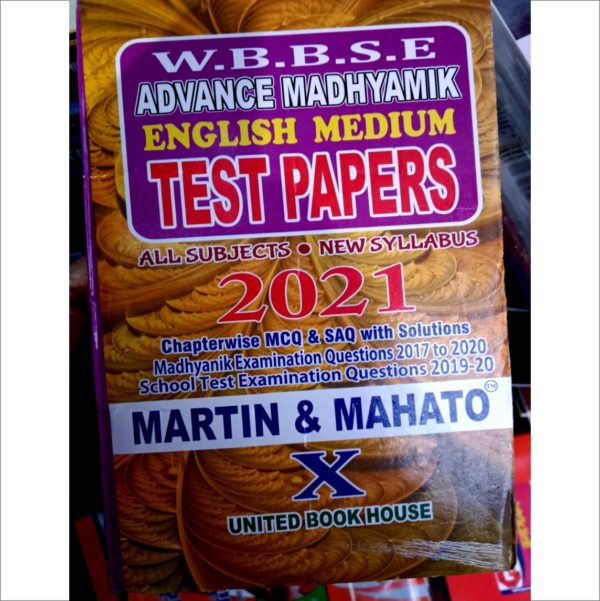 W.B.B.S.E
ADVANCE MADHYAMIK
ENGLISH MEDIUM
TEST PAPERS
ALL SUBJECTS • NEW SYLLABUS
2021
Chapterwise MCQ & SAQ with Solutions
Madhyanik Examination Questions 2017 to 2020
School Test Examination Questions 2019-20
MARTIN & MAHATO™
X
UNITED BOOK HOUSE